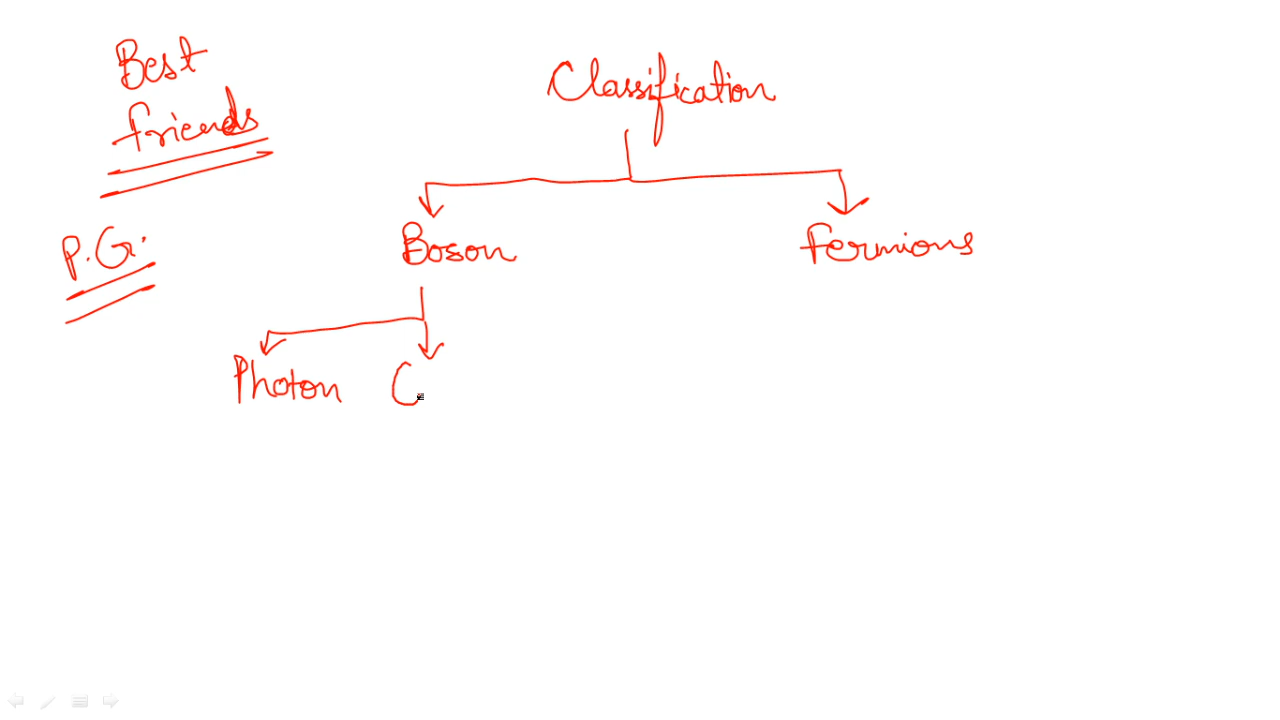 Best
friends
P.G.
Classification
Boson
fermions
Photon